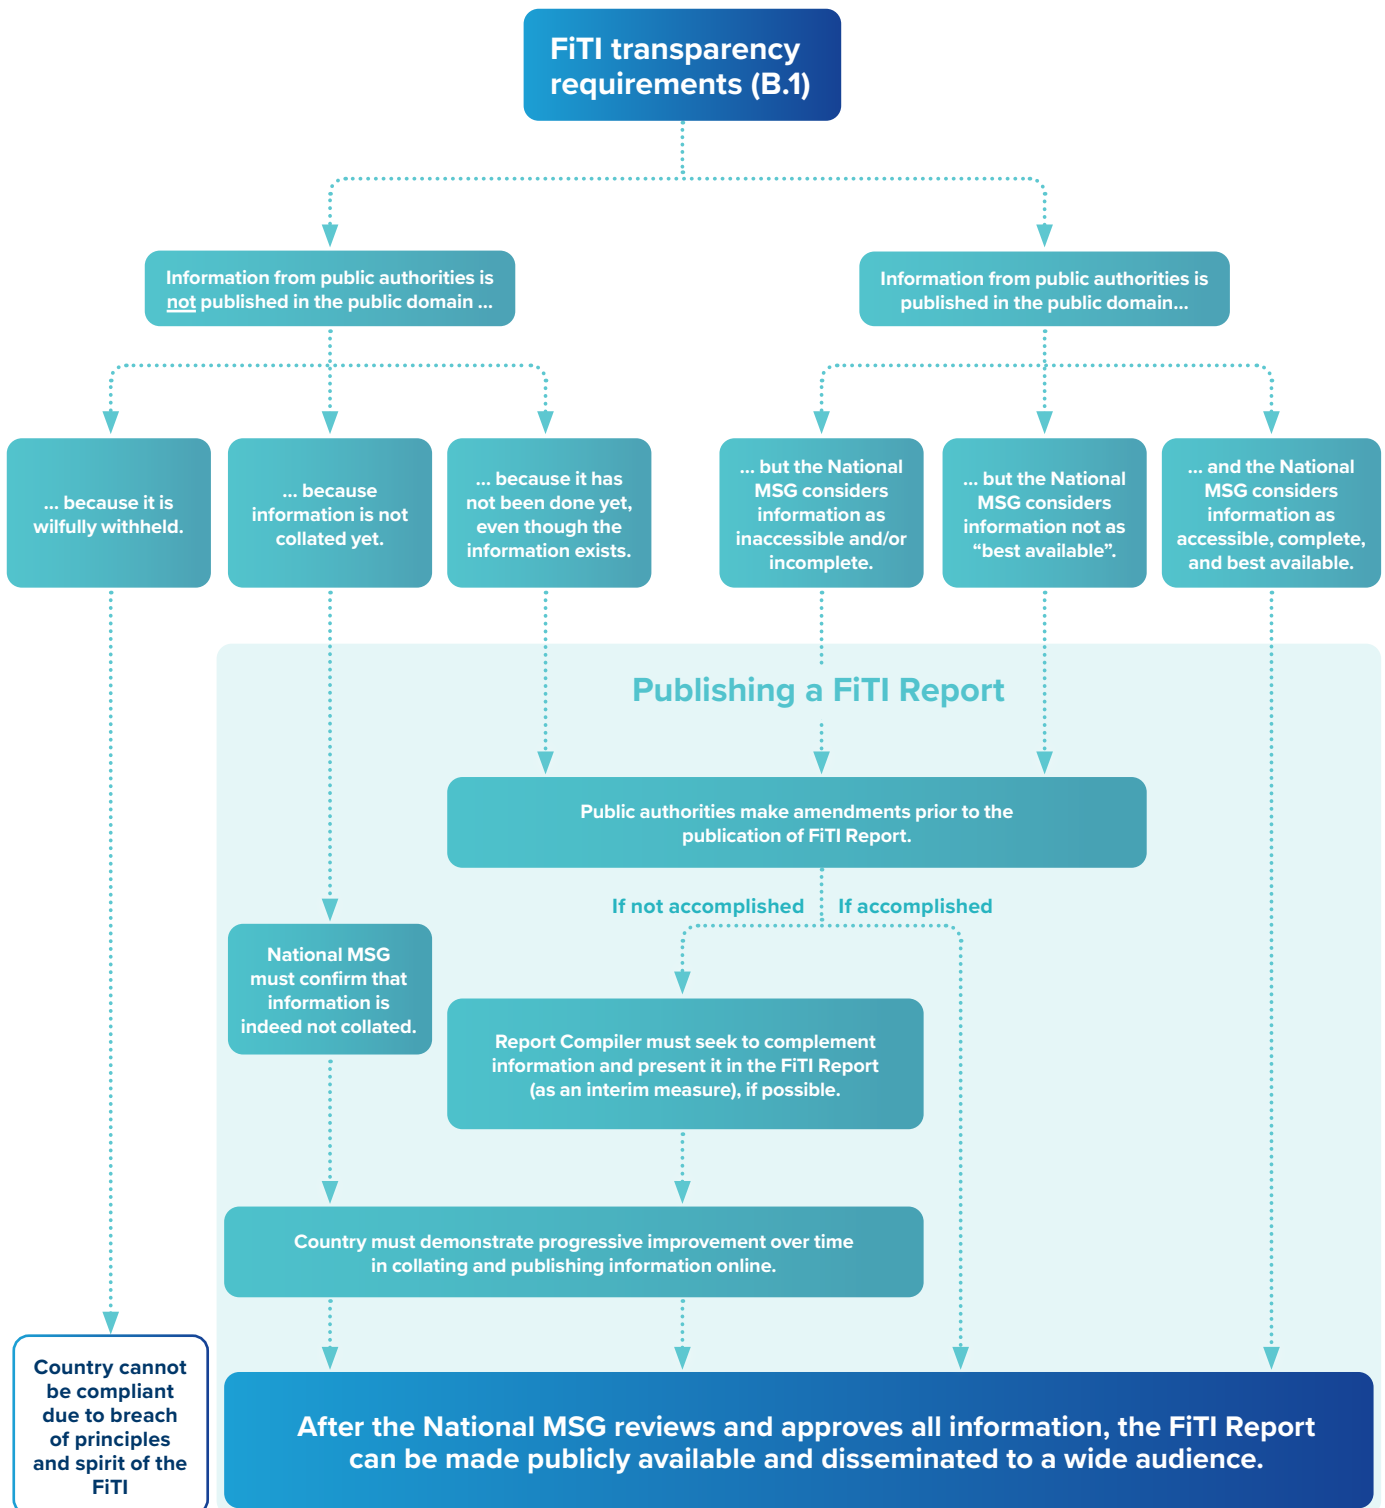 FiTI transparency
requirements (B.1)
Information from public authorities is
not published in the public domain ...
Information from public authorities is
published in the public domain...
... because it is
wilfully withheld.
... because
information is not
collated yet.
... because it has
not been done yet,
even though the
information exists.
... but the National
MSG considers
information as
inaccessible and/or
incomplete.
... but the National
MSG considers
information not as
“best available”.
... and the National
MSG considers
information as
accessible, complete,
and best available.
Publishing a FiTI Report
Public authorities make amendments prior to the
publication of FiTI Report.
If not accomplished
If accomplished
National MSG
must confirm that
information is
indeed not collated.
Report Compiler must seek to complement
information and present it in the FiTI Report
(as an interim measure), if possible.
Country must demonstrate progressive improvement over time
in collating and publishing information online.
Country cannot
be compliant
due to breach
of principles
and spirit of the
FiTI
After the National MSG reviews and approves all information, the FiTI Report
can be made publicly available and disseminated to a wide audience.